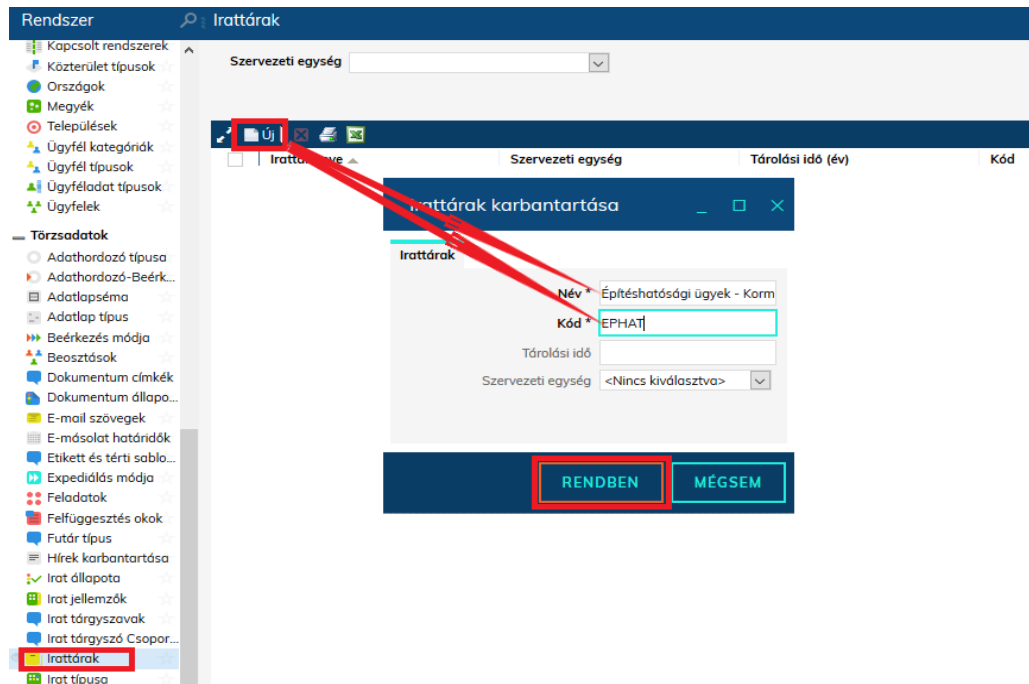 Rendszer
Irattárak
Kapcsolt rendszerek
Közterület típusok
Országok
Megyék
Települések
Ügyfél kategóriák
Ügyfél típusok
Ügyféladat típusok
Ügyfelek
Törzsadatok
Adathordozó típusa
Adathordozó-Beérk...
Adatlapséma
Adatlap típus
Beérkezés módja
Beosztások
Dokumentum címkék
Dokumentum állapo...
E-mail szövegek
E-másolat határidők
Etikett és térti sablo...
Expediálás módja
Feladatok
Felfüggesztés okok
Futár típus
Hírek karbantartása
Irat állapota
Irat jellemzők
Irat tárgyszavak
Irat tárgyszó Csopor...
Irattárak
Irat típusa
Szervezeti egység
Új
Szervezeti egység Tárolási idő (év) Kód
Irattárak karbantartása
Irattárak
Név * Építéshatósági ügyek - Korm
Kód * EPHAT
Tárolási idő
Szervezeti egység <Nincs kiválasztva>
RENDBEN MÉGSEM